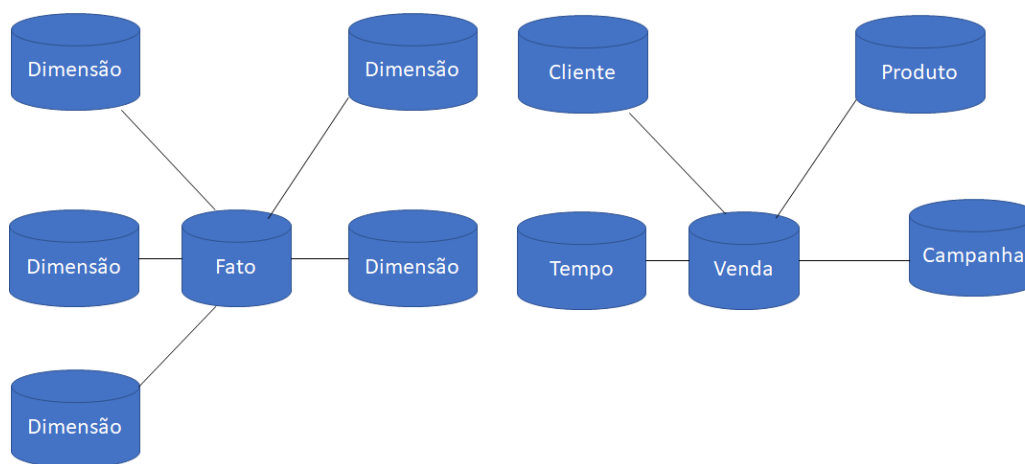 Dimensão
Dimensão
Dimensão
Fato
Dimensão
Dimensão
Cliente
Produto
Tempo
Venda
Campanha